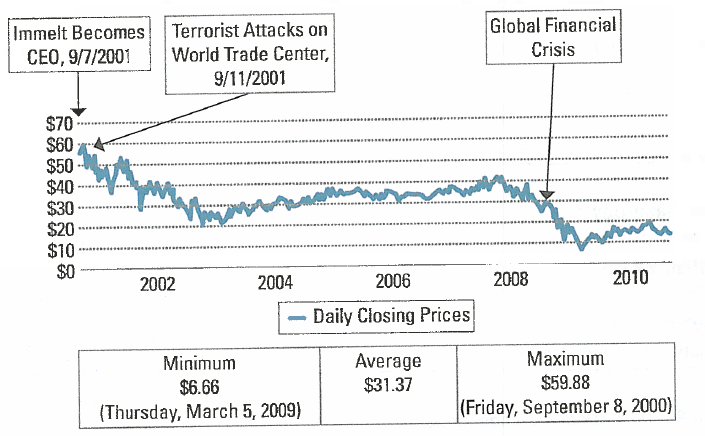 Immelt Becomes
CEO, 9/7/2001
Terrorist Attacks on
World Trade Center,
9/11/2001
Global Financial
Crisis
$70
$60
$50
$40
$30
$20
$10
$0
2002
2004
2006
2008
2010
Daily Closing Prices
Minimum
$6.66
(Thursday, March 5, 2009)
Average
$31.37
Maximum
$59.88
(Friday, September 8, 2000)